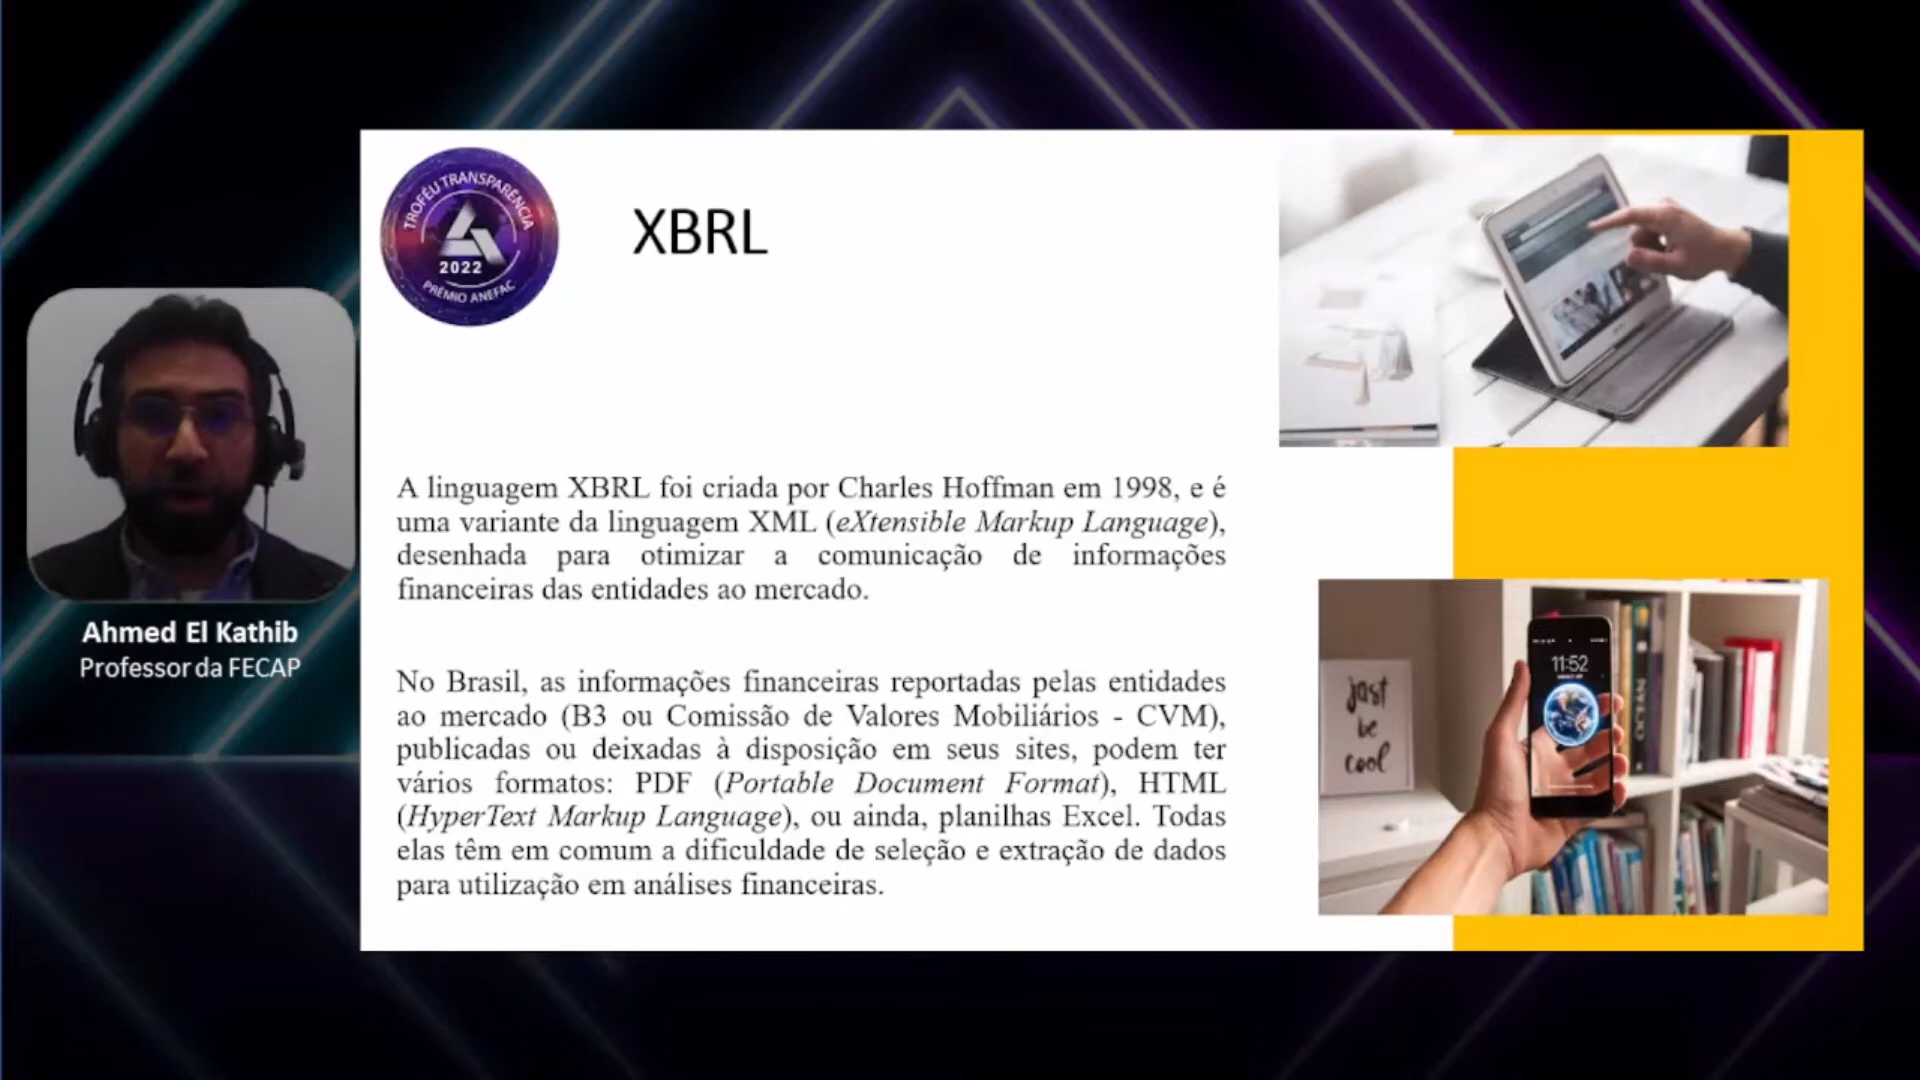 TROFÉU TRANSPARÊNCIA
2022
PRÊMIO ANEFAC
XBRL
A linguagem XBRL foi criada por Charles Hoffman em 1998, e é
uma variante da linguagem XML (eXtensible Markup Language),
desenhada para otimizar a comunicação de informações
financeiras das entidades ao mercado.
No Brasil, as informações financeiras reportadas pelas entidades
ao mercado (B3 ou Comissão de Valores Mobiliários - CVM),
publicadas ou deixadas à disposição em seus sites, podem ter
vários formatos: PDF (Portable Document Format), HTML
(HyperText Markup Language), ou ainda, planilhas Excel. Todas
elas têm em comum a dificuldade de seleção e extração de dados
para utilização em análises financeiras.
Ahmed El Kathib
Professor da FECAP
just
be
cool
11:52